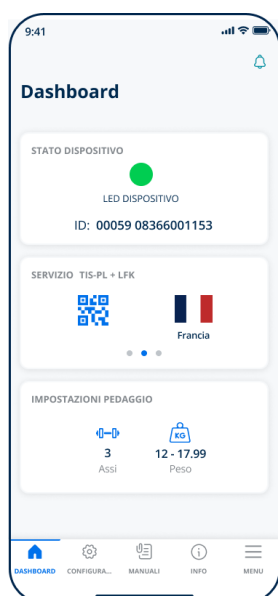 9:41
Dashboard
STATO DISPOSITIVO
LED DISPOSITIVO
ID: 00059 08366001153
SERVIZIO TIS-PL + LFK
Francia
IMPOSTAZIONI PEDAGGIO
KG
3 12 - 17.99
Assi Peso
DASHBOARD CONFIGURA... MANUALI INFO MENU